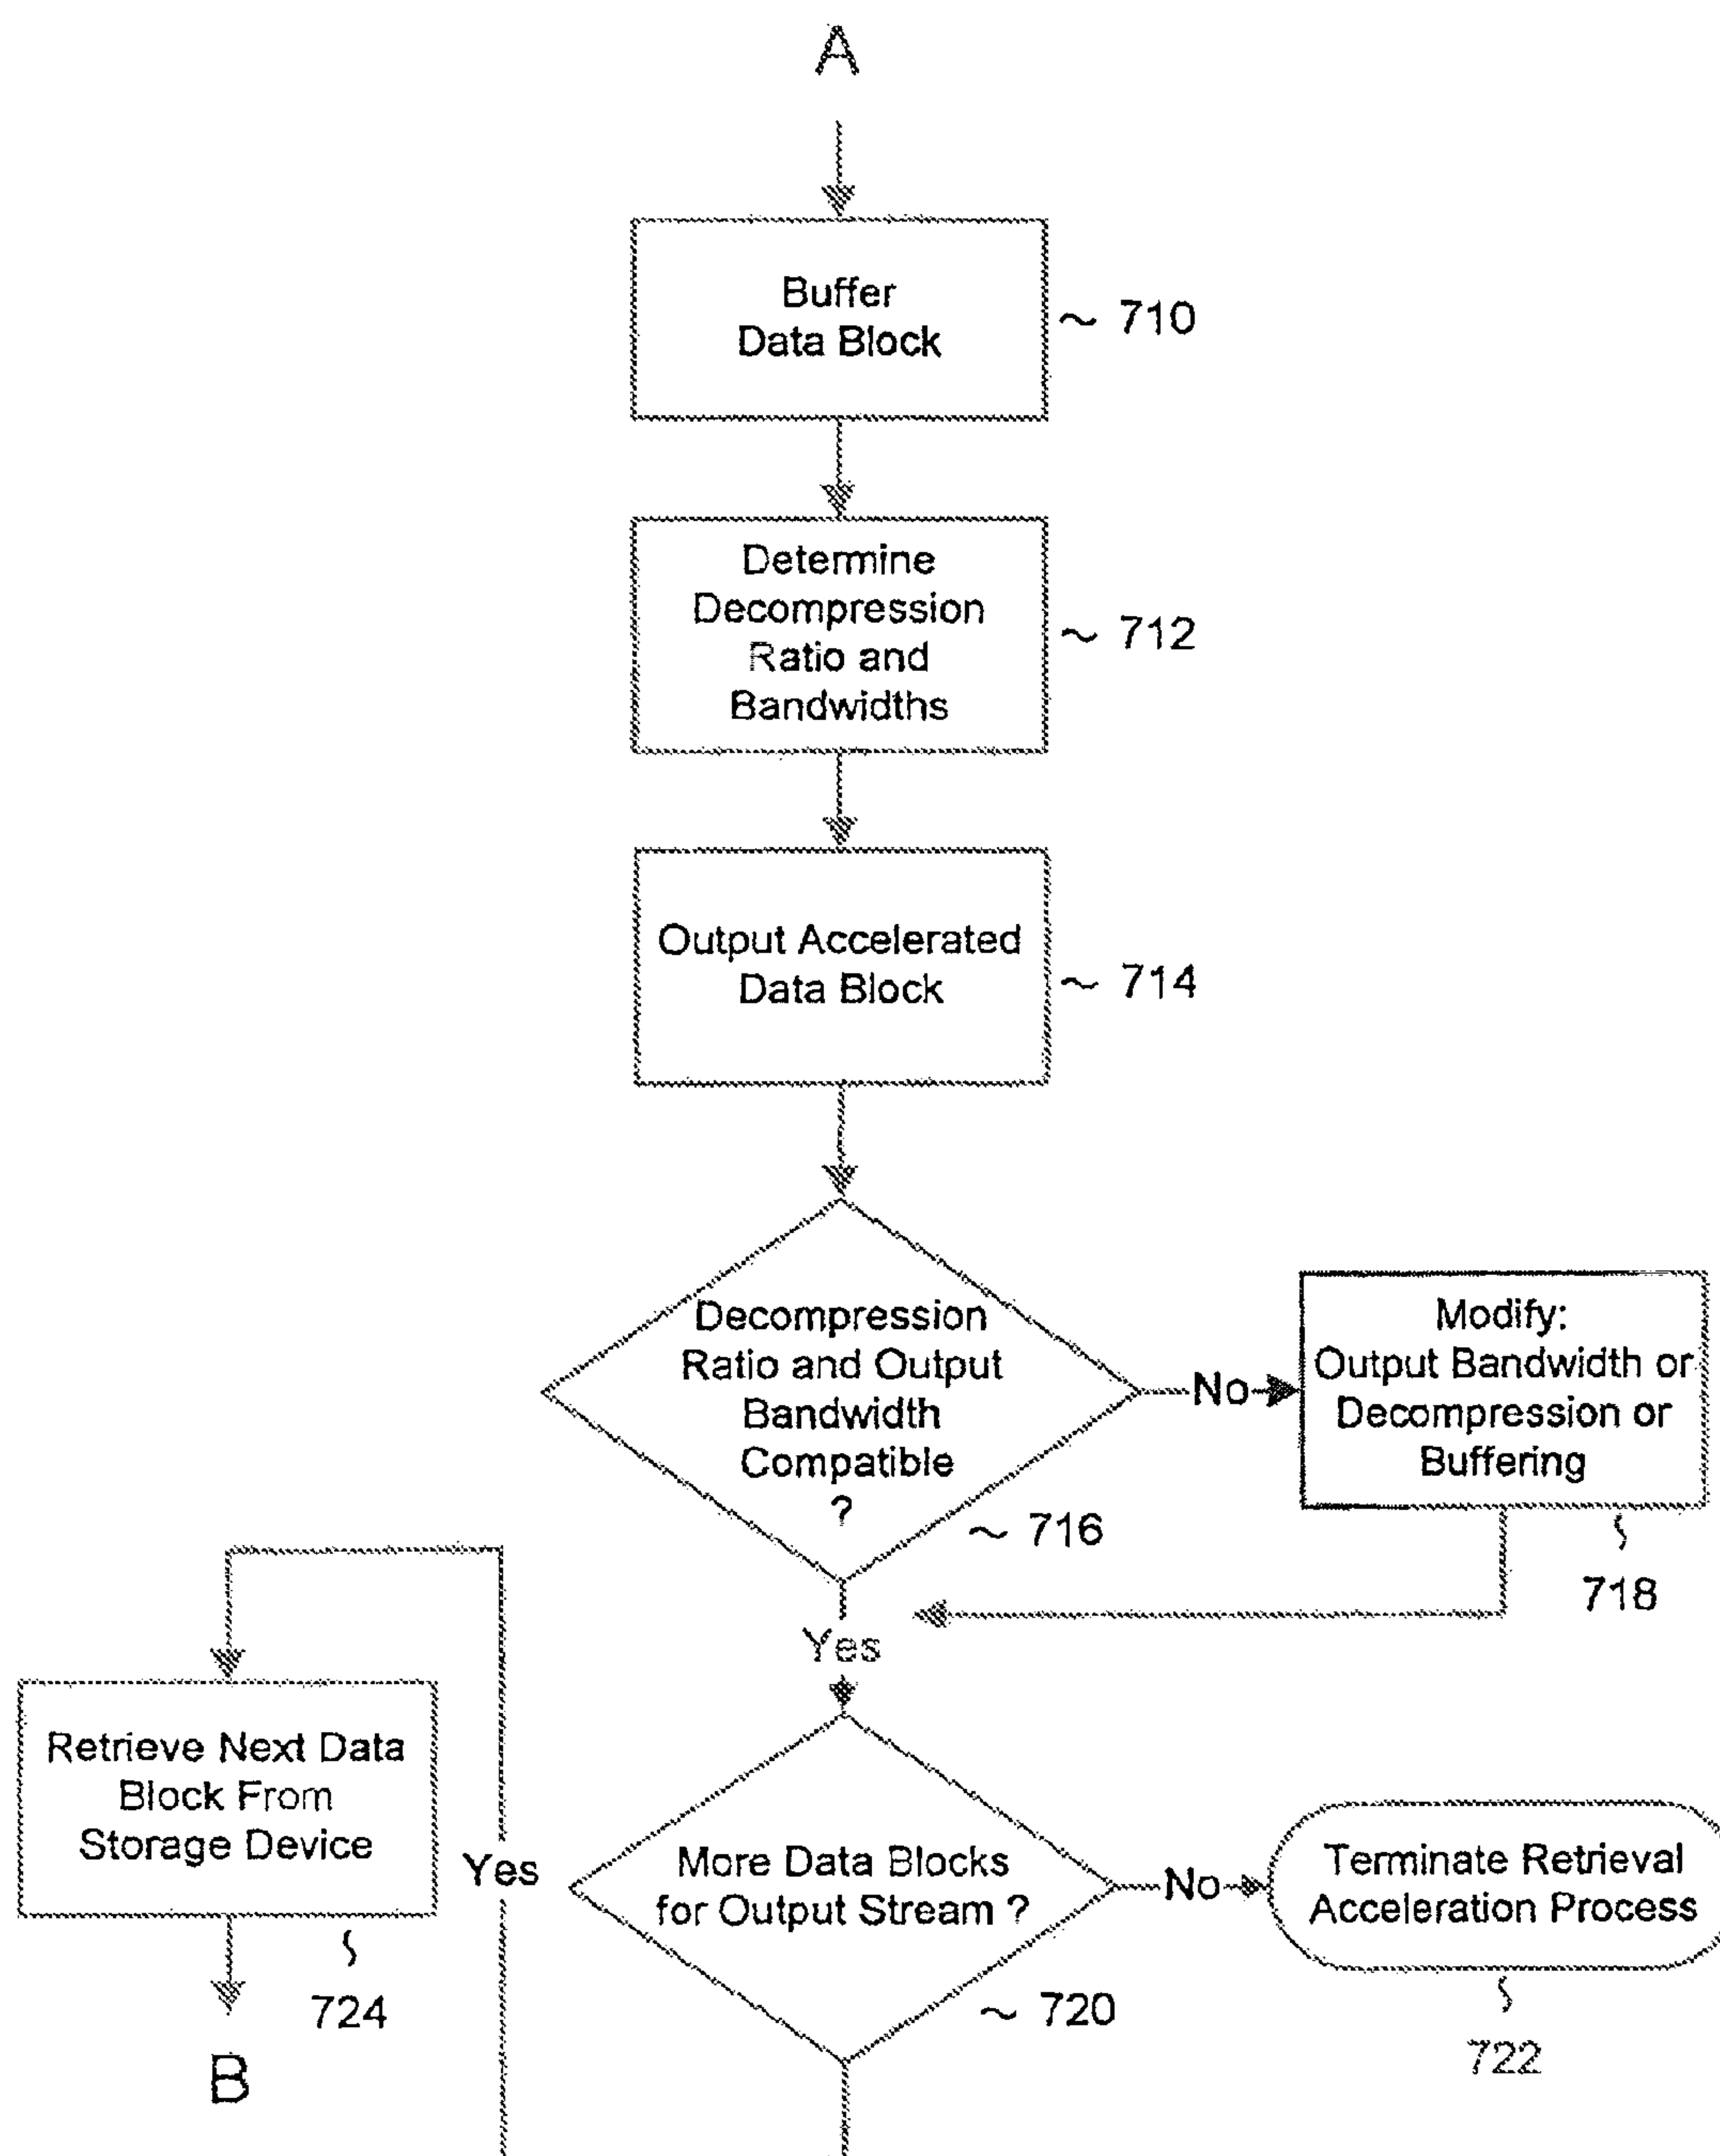 A
Buffer
Data Block
~ 710
Determine
Decompression
Ratio and
Bandwidths
~ 712
Output Accelerated
Data Block
~ 714
Decompression
Ratio and Output
Bandwidth
Compatible
?
~ 716
No
Modify:
Output Bandwidth or
Decompression or
Buffering
718
Yes
Retrieve Next Data
Block From
Storage Device
724
B
Yes
More Data Blocks
for Output Stream ?
~ 720
No
Terminate Retrieval
Acceleration Process
722